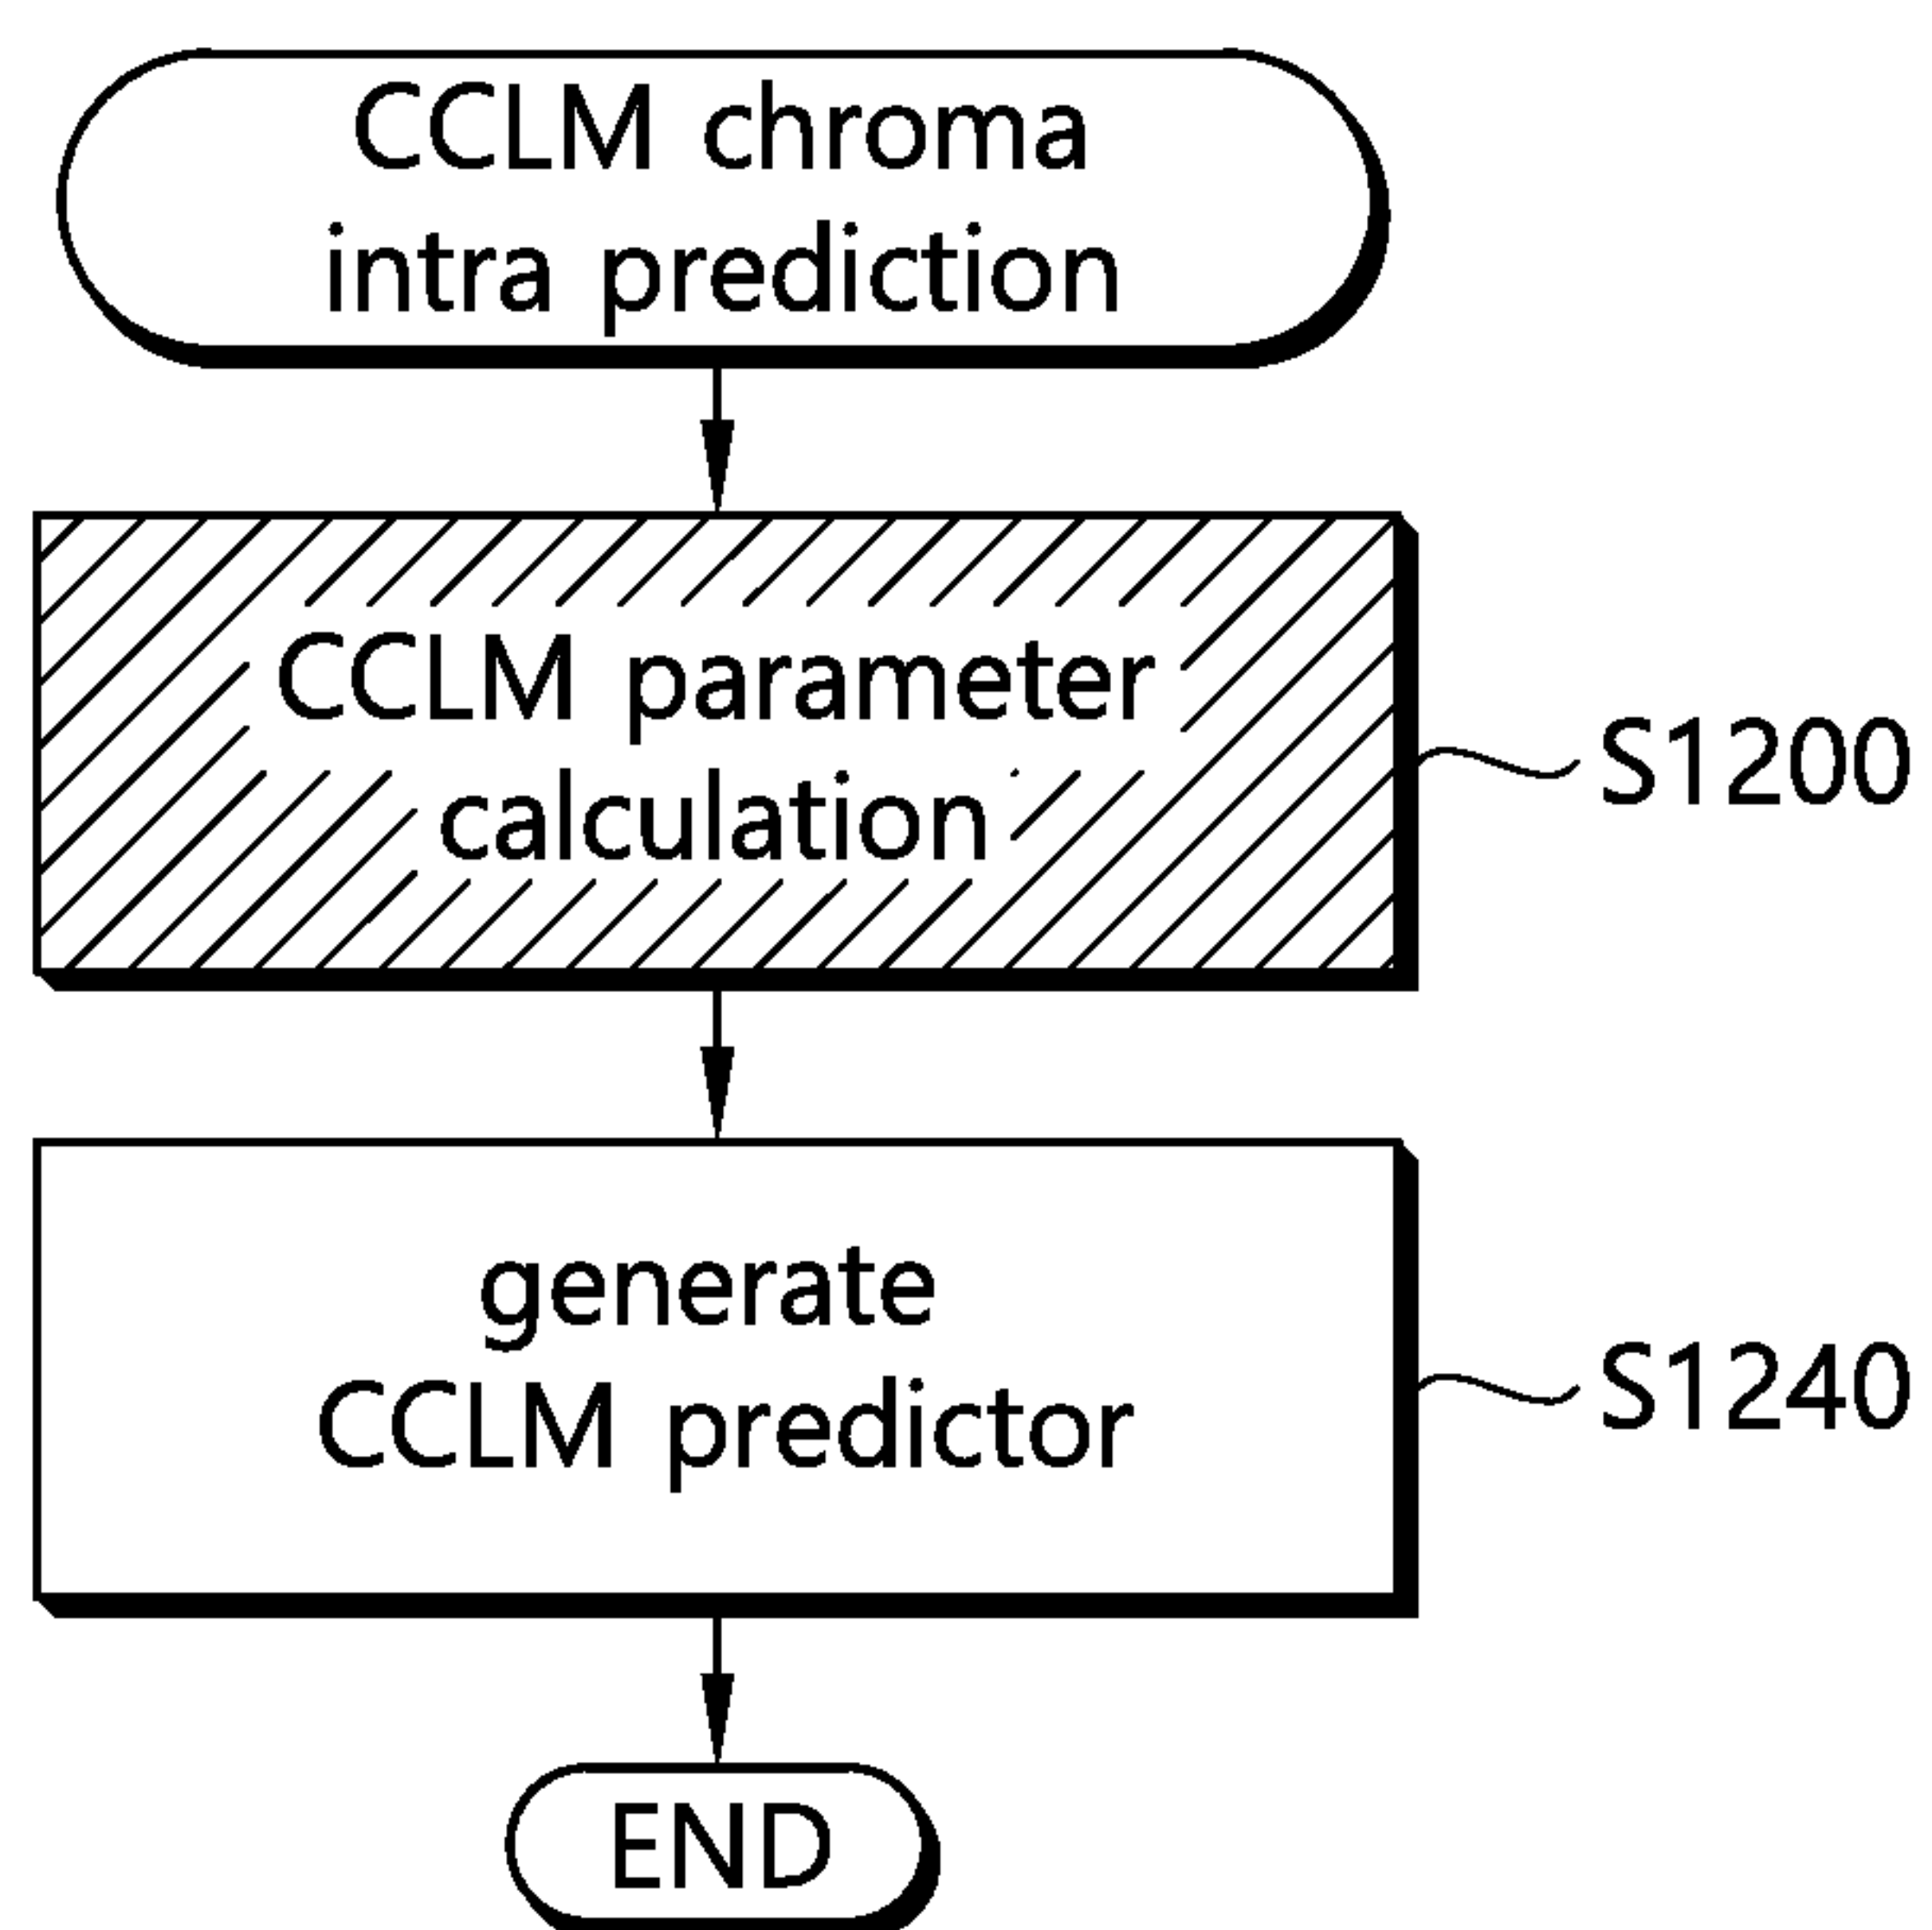 CCLM chroma
intra prediction
CCLM parameter
calculation
S1200
generate
CCLM predictor
S1240
END